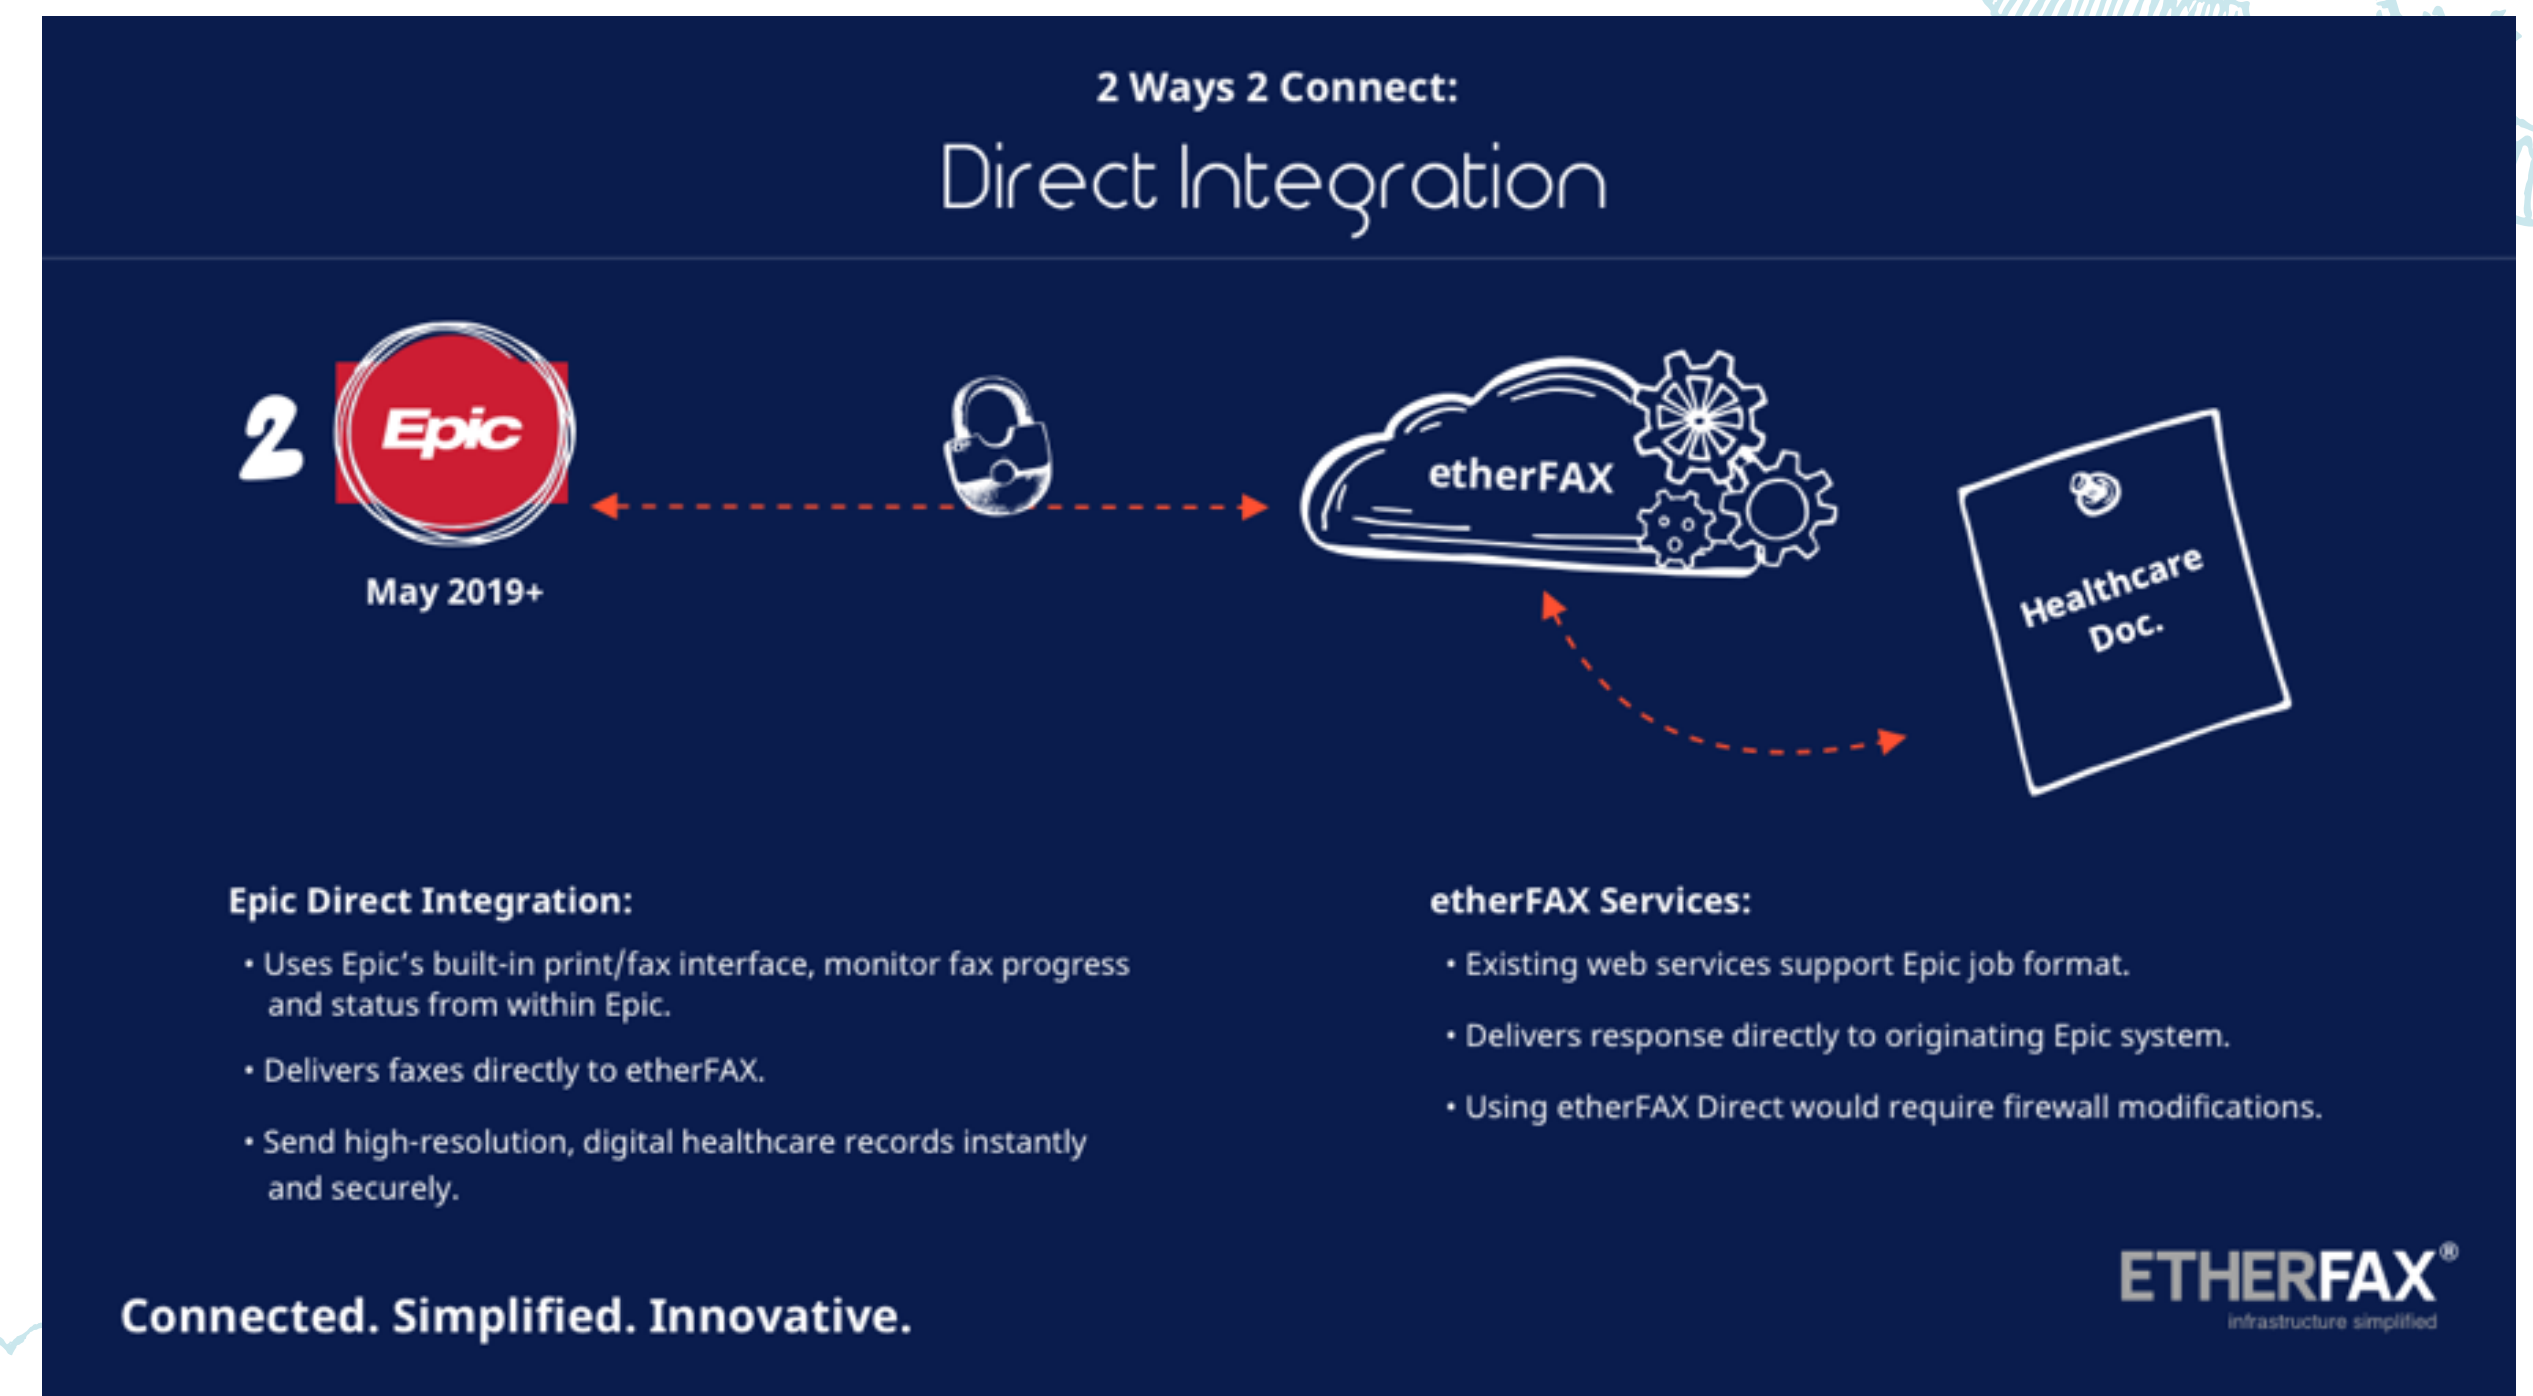 2 Ways 2 Connect:
Direct Integration
2
Epic
May 2019+
etherFAX
Healthcare
Doc.
Epic Direct Integration:
• Uses Epic’s built-in print/fax interface, monitor fax progress
and status from within Epic.
• Delivers faxes directly to etherFAX.
• Send high-resolution, digital healthcare records instantly
and securely.
etherFAX Services:
• Existing web services support Epic job format.
• Delivers response directly to originating Epic system.
• Using etherFAX Direct would require firewall modifications.
Connected. Simplified. Innovative.
ETHERFAX®
infrastructure simplified